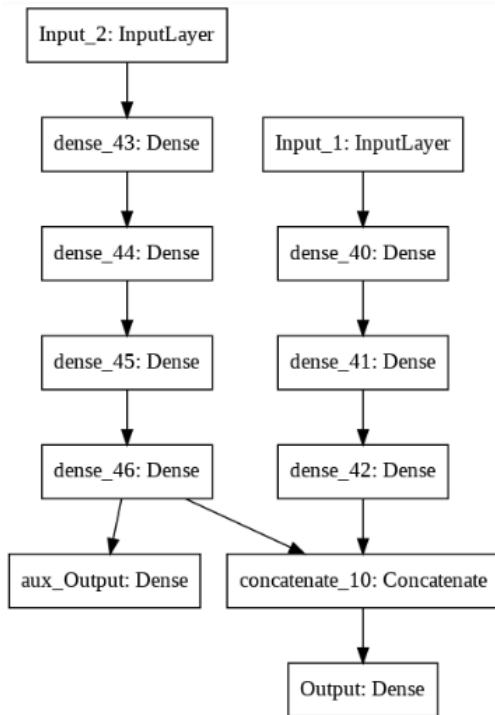 Input_2: InputLayer
dense_43: Dense
Input_1: InputLayer
dense_44: Dense
dense_40: Dense
dense_45: Dense
dense_41: Dense
dense_46: Dense
dense_42: Dense
aux_Output: Dense
concatenate_10: Concatenate
Output: Dense